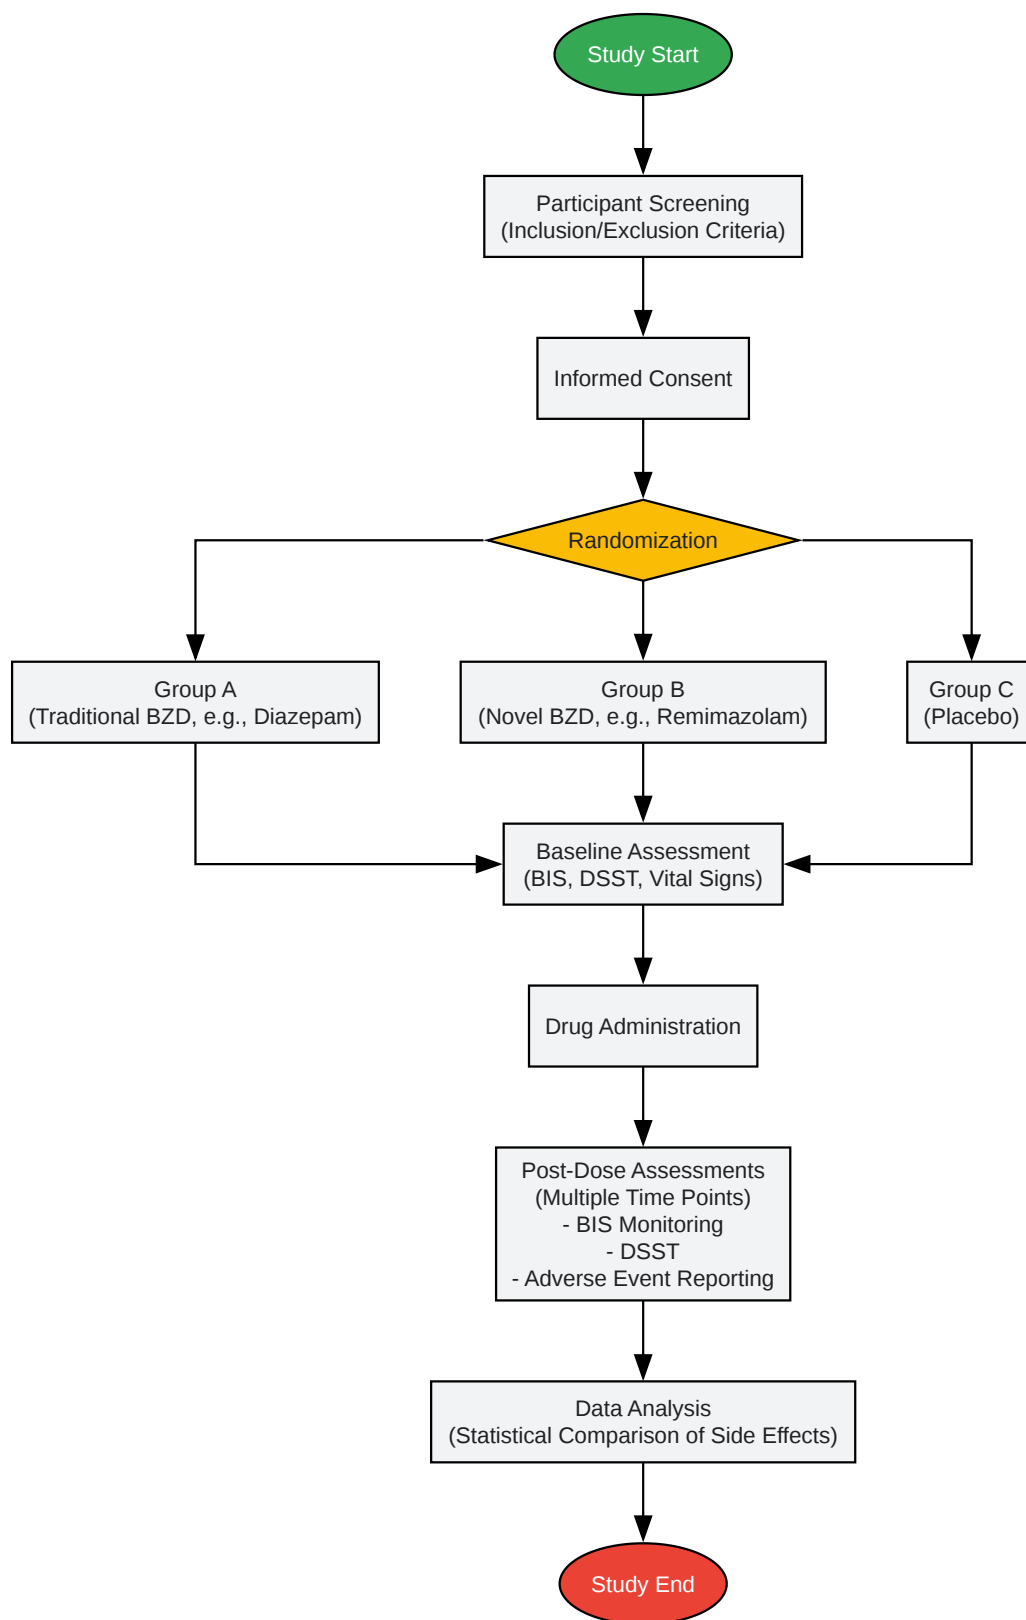 Study Start
Participant Screening
(Inclusion/Exclusion Criteria)
Informed Consent
Randomization
Group A
(Traditional BZD, e.g., Diazepam)
Group B
(Novel BZD, e.g., Remimazolam)
Group C
(Placebo)
Baseline Assessment
(BIS, DSST, Vital Signs)
Drug Administration
Post-Dose Assessments
(Multiple Time Points)
- BIS Monitoring
- DSST
- Adverse Event Reporting
Data Analysis
(Statistical Comparison of Side Effects)
Study End